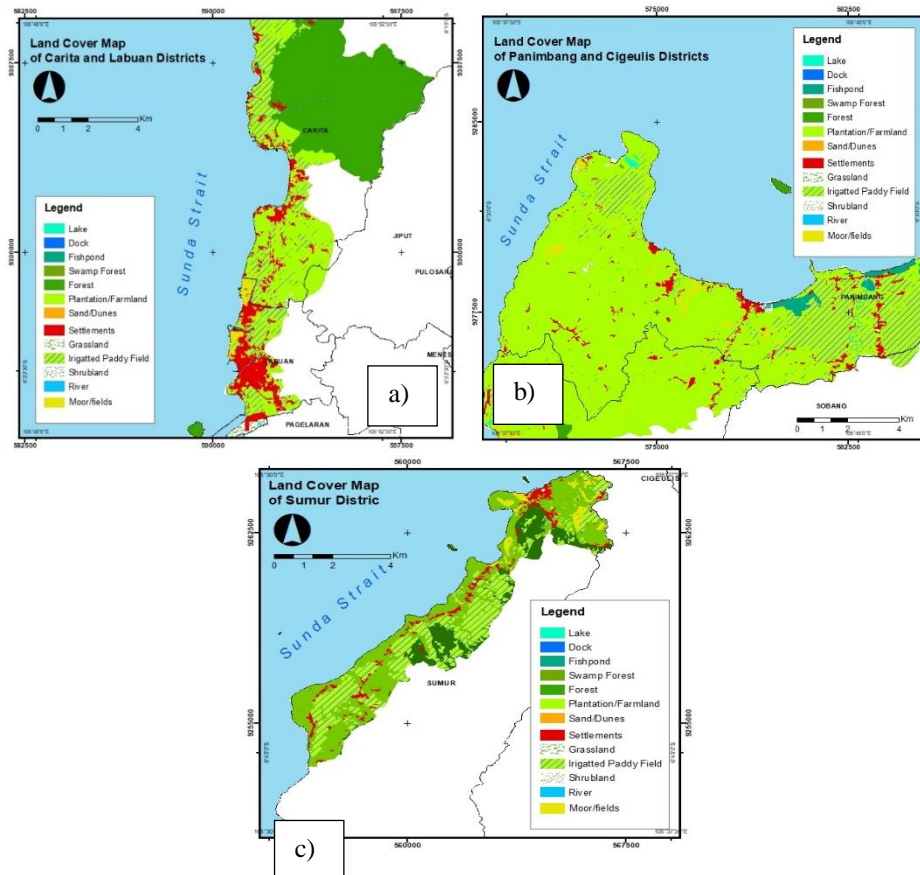 a)
Land Cover Map
of Carita and Labuan Districts
0 2 4 Km
Sunda Strait
Legend
Lake
Dock
Fishpond
Swamp Forest
Forest
Plantation/Farmland
Sand/Dunes
Settlements
Grassland
Irigatted Paddy Field
Shrubland
River
Moor/fields
CARITA
JIPUT
PULOSARI
MENES
PAGELARAN
582500 590000 597500
9307500
9300000
b)
Land Cover Map
of Panimbang and Cigeulis Districts
Sunda Strait
Legend
Lake
Dock
Fishpond
Swamp Forest
Forest
Plantation/Farmland
Sand/Dunes
Settlements
Grassland
Irigatted Paddy Field
Shrubland
River
Moor/fields
PANIMBANG
SOBANG
0 2 4 Km
575000 582500
9285000
9277500
c)
Land Cover Map
of Sumur Distric
0 2 4 Km
Sunda Strait
CIGEULIS
SUMUR
Legend
Lake
Dock
Fishpond
Swamp Forest
Forest
Plantation/Farmland
Sand/Dunes
Settlements
Grassland
Irigatted Paddy Field
Shrubland
River
Moor/fields
560000 567500
9262500
9255000